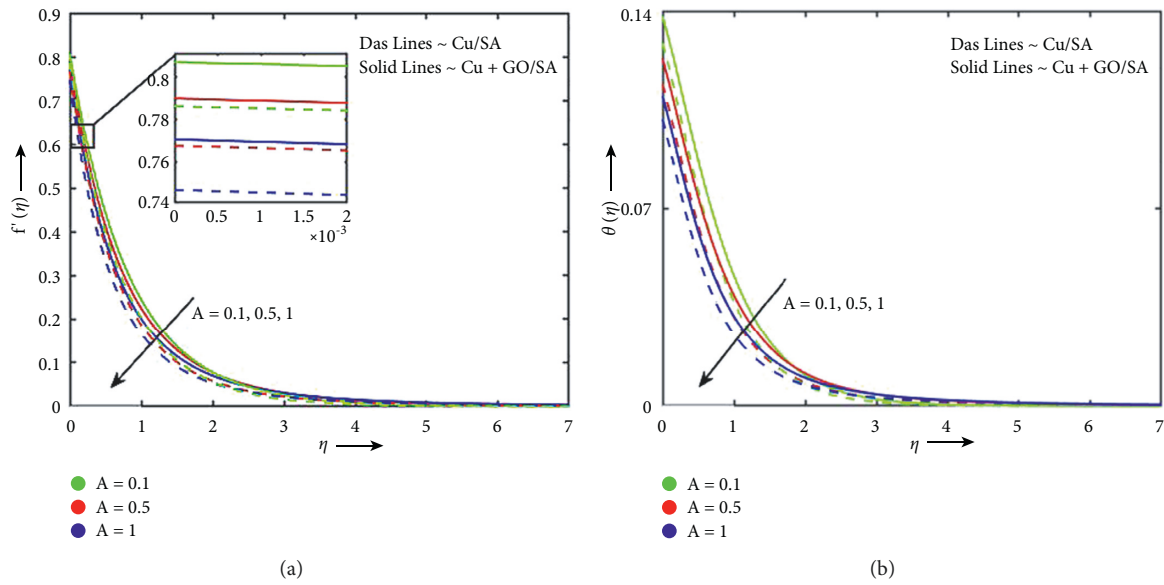 Das Lines ~ Cu/SA
Solid Lines ~ Cu + GO/SA
0.9
0.8
0.7
0.6
0.5
0.4
0.3
0.2
0.1
0
f' (η)
0.8
0.78
0.76
0.74
0 0.5 1 1.5 2
×10⁻³
A = 0.1, 0.5, 1
0 1 2 3 4 5 6 7
η
A = 0.1
A = 0.5
A = 1
(a)
Das Lines ~ Cu/SA
Solid Lines ~ Cu + GO/SA
0.14
0.07
0
θ (η)
A = 0.1, 0.5, 1
0 1 2 3 4 5 6 7
η
A = 0.1
A = 0.5
A = 1
(b)